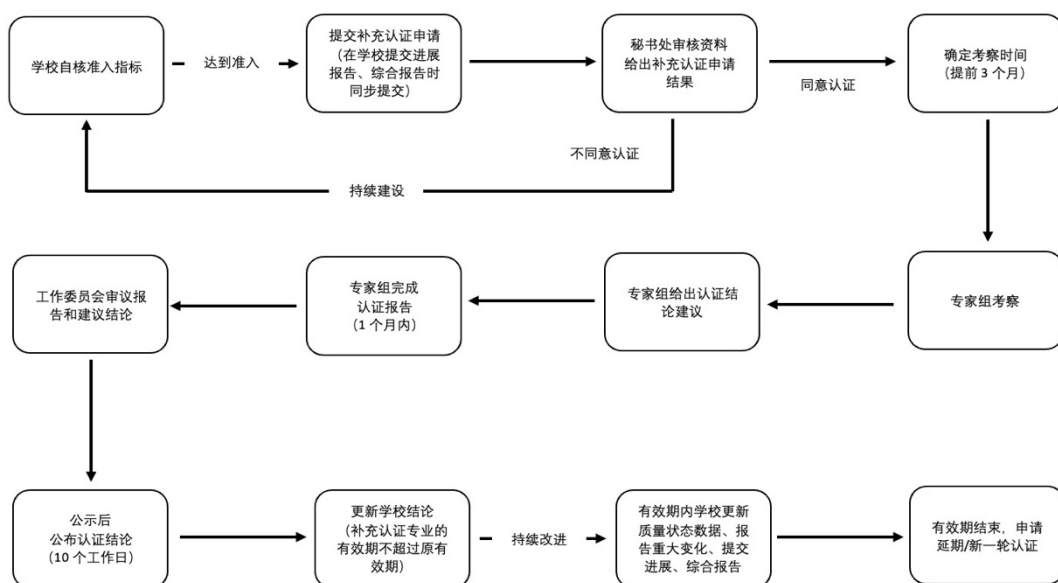 学校自核准入指标
达到准入
提交补充认证申请
(在学校提交进展
报告、综合报告时
同步提交)
秘书处审核资料
给出补充认证申请
结果
同意认证
确定考察时间
(提前 3 个月)
不同意认证
持续建设
工作委员会审议报
告和建议结论
专家组完成
认证报告
(1 个月内)
专家组给出认证结
论建议
专家组考察
公示后
公布认证结论
(10 个工作日)
更新学校结论
(补充认证专业的
有效期不超过原有
效期)
持续改进
有效期内学校更新
质量状态数据、报
告重大变化、提交
进展、综合报告
有效期结束，申请
延期/新一轮认证